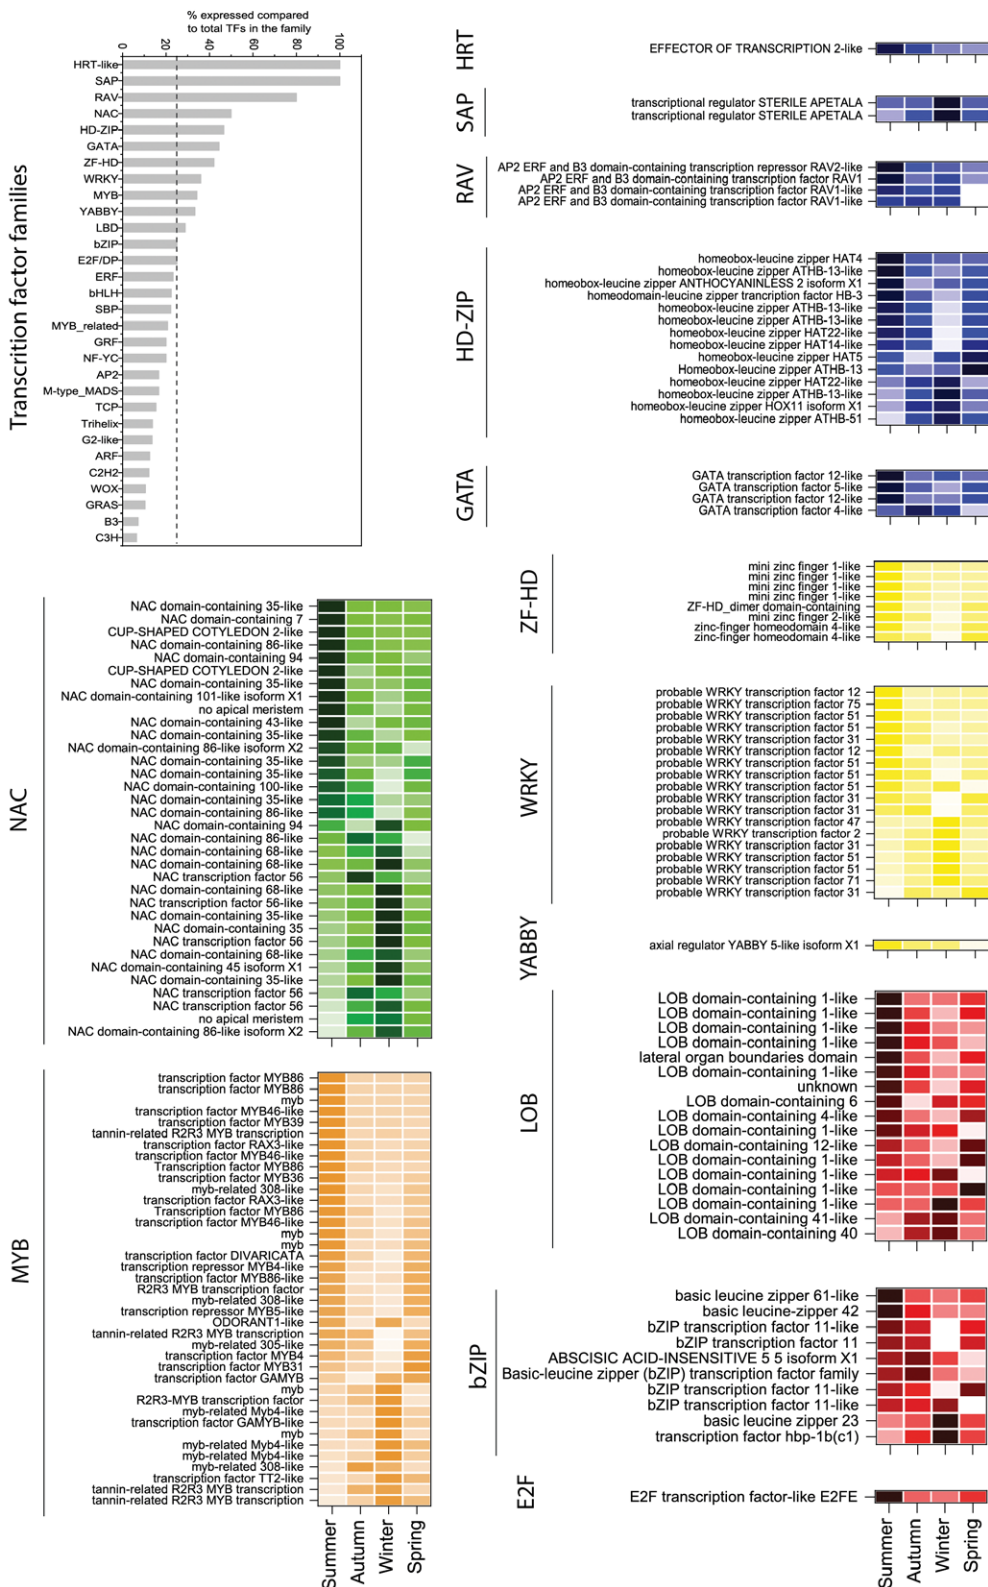 % expressed compared
to total TFs in the family
0
20
40
60
80
100
Transcrition factor families
HRT-like
SAP
RAV
NAC
HD-ZIP
GATA
ZF-HD
WRKY
MYB
YABBY
LBD
bZIP
E2F/DP
ERF
bHLH
SBP
MYB_related
GRF
NF-YC
AP2
M-type_MADS
TCP
Trihelix
G2-like
ARF
C2H2
WOX
GRAS
B3
C3H
NAC
NAC domain-containing 35-like
NAC domain-containing 7
CUP-SHAPED COTYLEDON 2-like
NAC domain-containing 86-like
NAC domain-containing 94
CUP-SHAPED COTYLEDON 2-like
NAC domain-containing 35-like
NAC domain-containing 101-like isoform X1
no apical meristem
NAC domain-containing 43-like
NAC domain-containing 35-like
NAC domain-containing 86-like isoform X2
NAC domain-containing 35-like
NAC domain-containing 35-like
NAC domain-containing 100-like
NAC domain-containing 35-like
NAC domain-containing 86-like
NAC domain-containing 94
NAC domain-containing 86-like
NAC domain-containing 68-like
NAC domain-containing 68-like
NAC transcription factor 56
NAC domain-containing 68-like
NAC transcription factor 56-like
NAC domain-containing 35-like
NAC domain-containing 35
NAC transcription factor 56
NAC domain-containing 68-like
NAC domain-containing 45 isoform X1
NAC domain-containing 35-like
NAC transcription factor 56
NAC transcription factor 56
no apical meristem
NAC domain-containing 86-like isoform X2
MYB
transcription factor MYB86
transcription factor MYB86
myb
transcription factor MYB46-like
transcription factor MYB39
tannin-related R2R3 MYB transcription
transcription factor RAX3-like
transcription factor MYB46-like
Transcription factor MYB86
transcription factor MYB36
myb-related 308-like
transcription factor RAX3-like
Transcription factor MYB86
transcription factor MYB46-like
myb
myb
transcription factor DIVARICATA
transcription repressor MYB4-like
transcription factor MYB86-like
R2R3 MYB transcription factor
myb-related 308-like
transcription repressor MYB5-like
ODORANT1-like
tannin-related R2R3 MYB transcription
myb-related 305-like
transcription factor MYB4
transcription factor MYB31
transcription factor GAMYB
myb
R2R3-MYB transcription factor
myb-related Myb4-like
transcription factor GAMYB-like
myb
myb-related Myb4-like
myb-related Myb4-like
myb-related 308-like
transcription factor TT2-like
tannin-related R2R3 MYB transcription
tannin-related R2R3 MYB transcription
Summer
Autumn
Winter
Spring
HRT
EFFECTOR OF TRANSCRIPTION 2-like
SAP
transcriptional regulator STERILE APETALA
transcriptional regulator STERILE APETALA
RAV
AP2 ERF and B3 domain-containing transcription repressor RAV2-like
AP2 ERF and B3 domain-containing transcription factor RAV1
AP2 ERF and B3 domain-containing transcription factor RAV1-like
AP2 ERF and B3 domain-containing transcription factor RAV1-like
HD-ZIP
homeobox-leucine zipper HAT4
homeobox-leucine zipper ATHB-13-like
homeobox-leucine zipper ANTHOCYANINLESS 2 isoform X1
homeodomain-leucine zipper trancription factor HB-3
homeobox-leucine zipper ATHB-13-like
homeobox-leucine zipper ATHB-13-like
homeobox-leucine zipper HAT22-like
homeobox-leucine zipper HAT14-like
homeobox-leucine zipper HAT5
Homeobox-leucine zipper ATHB-13
homeobox-leucine zipper HAT22-like
homeobox-leucine zipper ATHB-13-like
homeobox-leucine zipper HOX11 isoform X1
homeobox-leucine zipper ATHB-51
GATA
GATA transcription factor 12-like
GATA transcription factor 5-like
GATA transcription factor 12-like
GATA transcription factor 4-like
ZF-HD
mini zinc finger 1-like
mini zinc finger 1-like
mini zinc finger 1-like
mini zinc finger 1-like
ZF-HD_dimer domain-containing
mini zinc finger 2-like
zinc-finger homeodomain 4-like
zinc-finger homeodomain 4-like
WRKY
probable WRKY transcription factor 12
probable WRKY transcription factor 75
probable WRKY transcription factor 51
probable WRKY transcription factor 51
probable WRKY transcription factor 31
probable WRKY transcription factor 12
probable WRKY transcription factor 51
probable WRKY transcription factor 51
probable WRKY transcription factor 51
probable WRKY transcription factor 31
probable WRKY transcription factor 31
probable WRKY transcription factor 47
probable WRKY transcription factor 2
probable WRKY transcription factor 31
probable WRKY transcription factor 51
probable WRKY transcription factor 51
probable WRKY transcription factor 71
probable WRKY transcription factor 31
YABBY
axial regulator YABBY 5-like isoform X1
LOB
LOB domain-containing 1-like
LOB domain-containing 1-like
LOB domain-containing 1-like
LOB domain-containing 1-like
lateral organ boundaries domain
LOB domain-containing 1-like
unknown
LOB domain-containing 6
LOB domain-containing 4-like
LOB domain-containing 1-like
LOB domain-containing 12-like
LOB domain-containing 1-like
LOB domain-containing 1-like
LOB domain-containing 1-like
LOB domain-containing 1-like
LOB domain-containing 41-like
LOB domain-containing 40
bZIP
basic leucine zipper 61-like
basic leucine-zipper 42
bZIP transcription factor 11-like
bZIP transcription factor 11
ABSCISIC ACID-INSENSITIVE 5 5 isoform X1
Basic-leucine zipper (bZIP) transcription factor family
bZIP transcription factor 11-like
bZIP transcription factor 11-like
basic leucine zipper 23
transcription factor hbp-1b(c1)
E2F
E2F transcription factor-like E2FE
Summer
Autumn
Winter
Spring